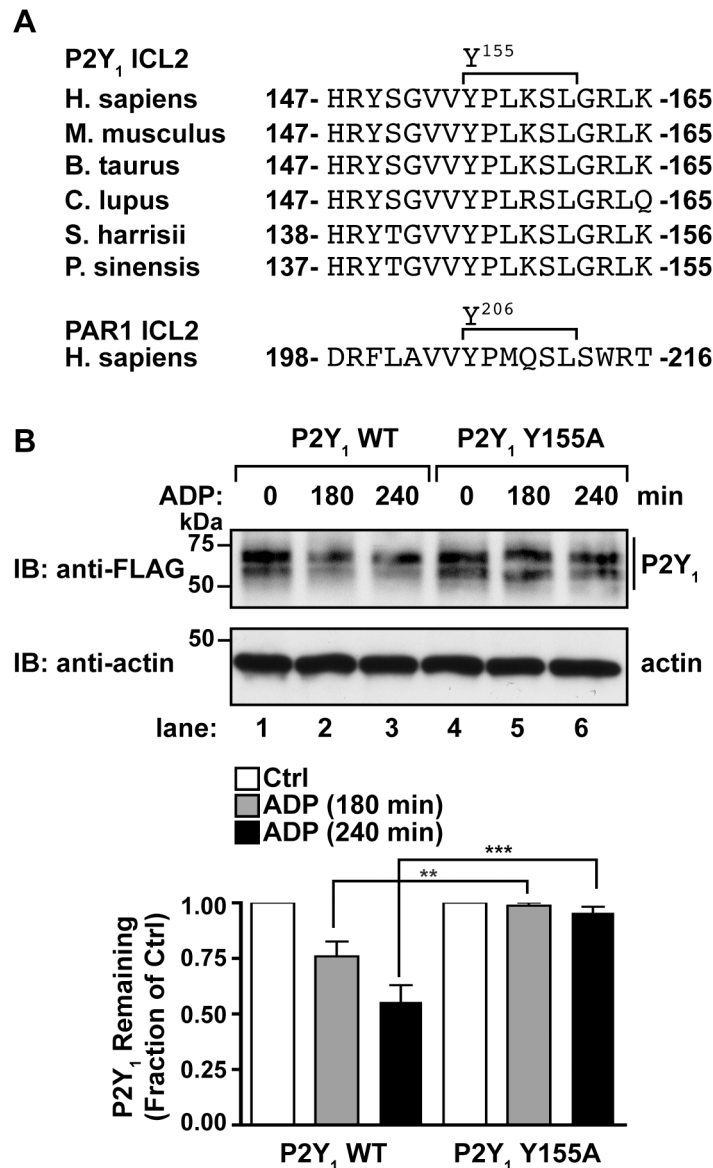 A
P2Y₁ ICL2 Y¹⁵⁵
H. sapiens 147- HRYSGVVYPLKSLGRLK -165
M. musculus 147- HRYSGVVYPLKSLGRLK -165
B. taurus 147- HRYSGVVYPLKSLGRLK -165
C. lupus 147- HRYSGVVYPLRSLGRLQ -165
S. harrisii 138- HRYTGVVYPLKSLGRLK -156
P. sinensis 137- HRYTGVVYPLKSLGRLK -155
Y²⁰⁶
PAR1 ICL2
H. sapiens 198- DRFLAVVYPMQSLSWRT -216
B
P2Y₁ WT P2Y₁ Y155A
ADP: 0 180 240 0 180 240 min
kDa
75
IB: anti-FLAG P2Y₁
50
50
IB: anti-actin actin
lane: 1 2 3 4 5 6
Ctrl
ADP (180 min)
ADP (240 min)
***
**
P2Y₁ Remaining
(Fraction of Ctrl)
1.00
0.75
0.50
0.25
0.00
P2Y₁ WT P2Y₁ Y155A